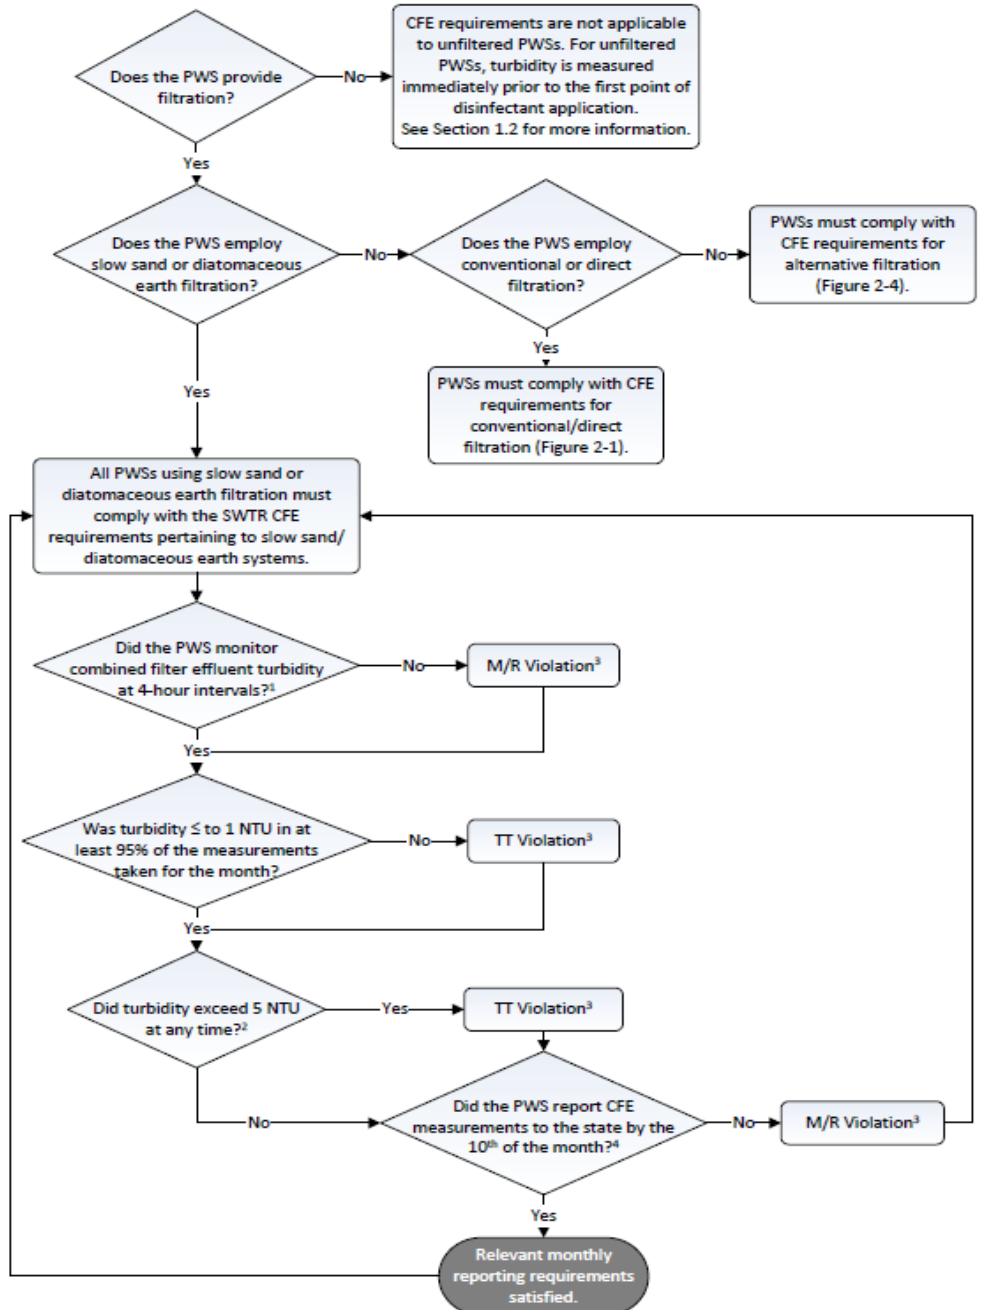 CFE requirements are not applicable
to unfiltered PWSs. For unfiltered
PWSs, turbidity is measured
immediately prior to the first point of
disinfectant application.
See Section 1.2 for more information.
Does the PWS provide
filtration?
No
Yes
Does the PWS employ
slow sand or diatomaceous
earth filtration?
No
Does the PWS employ
conventional or direct
filtration?
No
PWSs must comply with
CFE requirements for
alternative filtration
(Figure 2-4).
Yes
PWSs must comply with CFE
requirements for
conventional/direct
filtration (Figure 2-1).
Yes
All PWSs using slow sand or
diatomaceous earth filtration must
comply with the SWTR CFE
requirements pertaining to slow sand/
diatomaceous earth systems.
Did the PWS monitor
combined filter effluent turbidity
at 4-hour intervals?¹
No
M/R Violation³
Yes
Was turbidity ≤ to 1 NTU in at
least 95% of the measurements
taken for the month?
No
TT Violation³
Yes
Did turbidity exceed 5 NTU
at any time?²
Yes
TT Violation³
No
Did the PWS report CFE
measurements to the state by the
10ᵗʰ of the month?⁴
No
M/R Violation³
Yes
Relevant monthly
reporting requirements
satisfied.